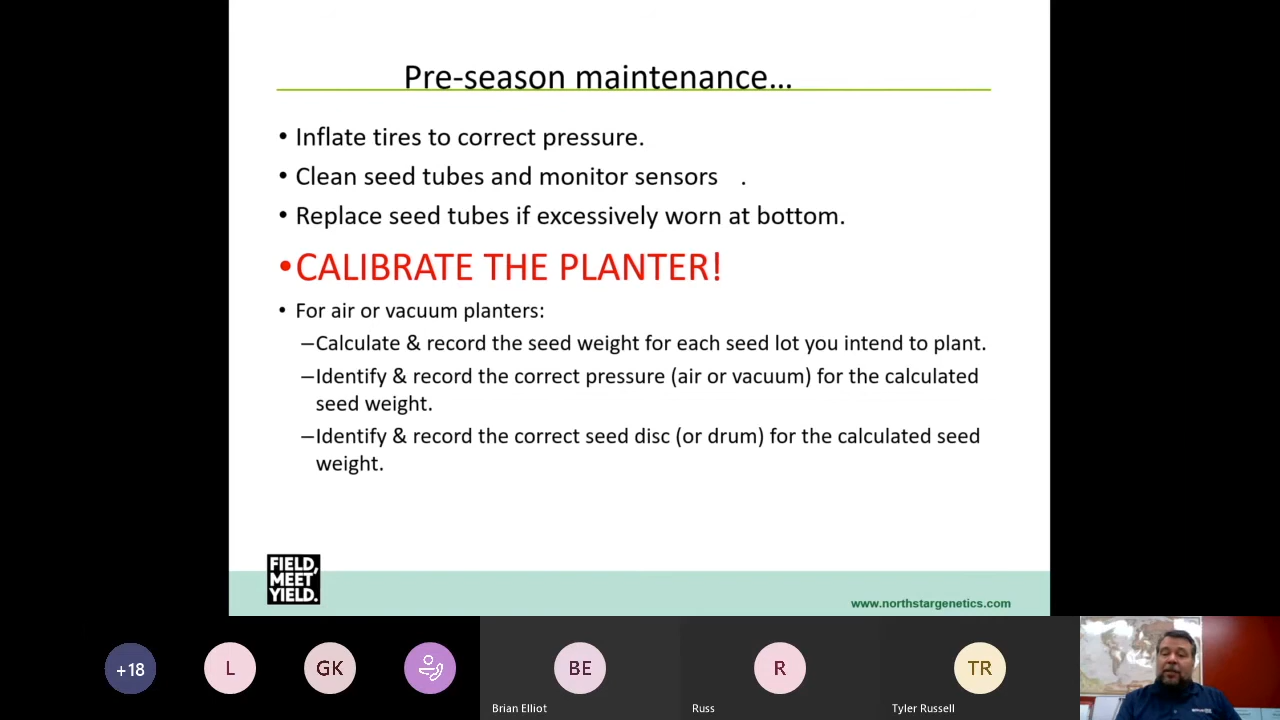 Pre-season maintenance...
• Inflate tires to correct pressure.
• Clean seed tubes and monitor sensors .
• Replace seed tubes if excessively worn at bottom.
•CALIBRATE THE PLANTER!
• For air or vacuum planters:
–Calculate & record the seed weight for each seed lot you intend to plant.
–Identify & record the correct pressure (air or vacuum) for the calculated
seed weight.
–Identify & record the correct seed disc (or drum) for the calculated seed
weight.
FIELD,
MEET
YIELD.
www.northstargenetics.com
+18
L
GK
BE
R
TR
Brian Elliot
Russ
Tyler Russell